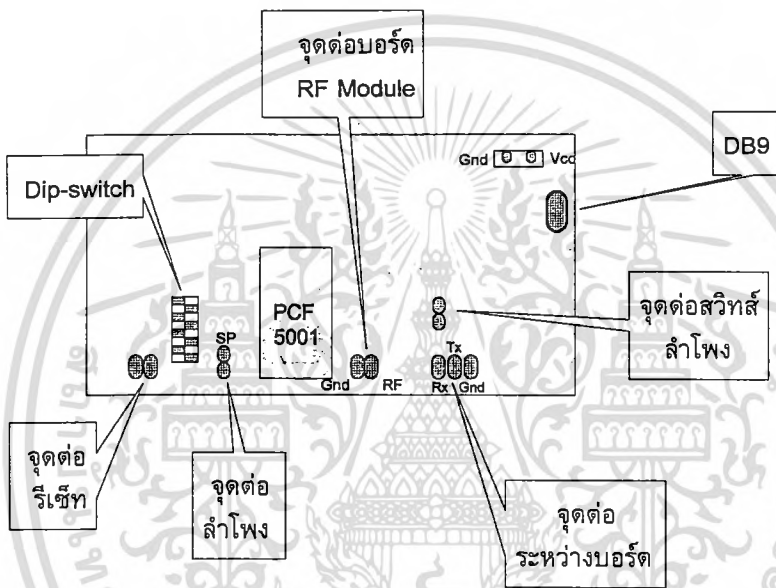 จุดต่อบอร์ด
RF Module
DB9
Gnd
Vcc
Dip-switch
PCF
5001
จุดต่อสวิทส์
ลำโพง
SP
Tx
Gnd
RF
Rx
Gnd
จุดต่อ
รีเซ็ท
จุดต่อ
ลำโพง
จุดต่อ
ระหว่างบอร์ด